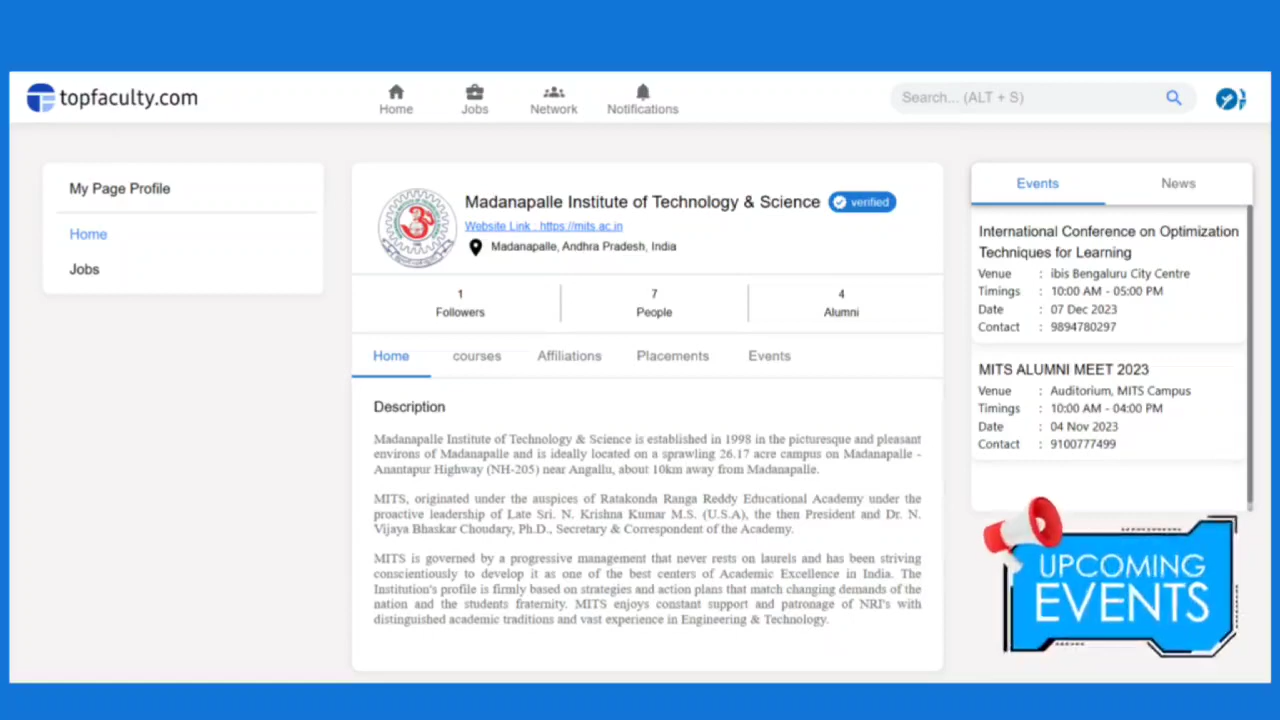 topfaculty.com
Home
Jobs
Network
Notifications
Search... (ALT + S)
My Page Profile
Home
Jobs
Madanapalle Institute of Technology & Science
verified
Website Link : https://mits.ac.in
Madanapalle, Andhra Pradesh, India
1
Followers
7
People
4
Alumni
Home
courses
Affiliations
Placements
Events
Description
Madanapalle Institute of Technology & Science is established in 1998 in the picturesque and pleasant
environs of Madanapalle and is ideally located on a sprawling 26.17 acre campus on Madanapalle -
Anantapur Highway (NH-205) near Angallu, about 10km away from Madanapalle.
MITS, originated under the auspices of Ratakonda Ranga Reddy Educational Academy under the
proactive leadership of Late Sri. N. Krishna Kumar M.S. (U.S.A), the then President and Dr. N.
Vijaya Bhaskar Choudary, Ph.D., Secretary & Correspondent of the Academy.
MITS is governed by a progressive management that never rests on laurels and has been striving
conscientiously to develop it as one of the best centers of Academic Excellence in India. The
Institution's profile is firmly based on strategies and action plans that match changing demands of the
nation and the students fraternity. MITS enjoys constant support and patronage of NRI's with
distinguished academic traditions and vast experience in Engineering & Technology.
Events
News
International Conference on Optimization
Techniques for Learning
Venue : ibis Bengaluru City Centre
Timings : 10:00 AM - 05:00 PM
Date : 07 Dec 2023
Contact : 9894780297
MITS ALUMNI MEET 2023
Venue : Auditorium, MITS Campus
Timings : 10:00 AM - 04:00 PM
Date : 04 Nov 2023
Contact : 9100777499
UPCOMING
EVENTS